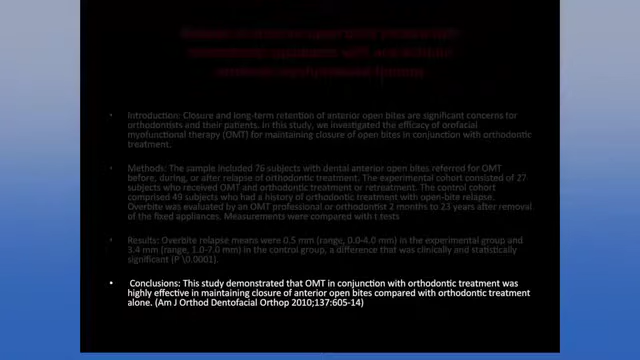 • Introduction: Closure and long-term retention of anterior open bites are significant concerns for
orthodontists and their patients. In this study, we investigated the efficacy of orofacial
myofunctional therapy (OMT) for maintaining closure of open bites in conjunction with orthodontic
treatment.
• Methods: The sample included 76 subjects with dental anterior open bites referred for OMT
before, during, or after relapse of orthodontic treatment. The experimental cohort consisted of 27
subjects who received OMT and orthodontic treatment or retreatment. The control cohort
comprised 49 subjects who had a history of orthodontic treatment with open-bite relapse.
Overbite was evaluated by an OMT professional or orthodontist 2 months to 23 years after removal
of the fixed appliances. Measurements were compared with t tests
• Results: Overbite relapse means were 0.5 mm (range, 0.0-4.0 mm) in the experimental group and
3.4 mm (range, 1.0-7.0 mm) in the control group, a difference that was clinically and statistically
significant (P \0.0001).
• Conclusions: This study demonstrated that OMT in conjunction with orthodontic treatment was
highly effective in maintaining closure of anterior open bites compared with orthodontic treatment
alone. (Am J Orthod Dentofacial Orthop 2010;137:605-14)